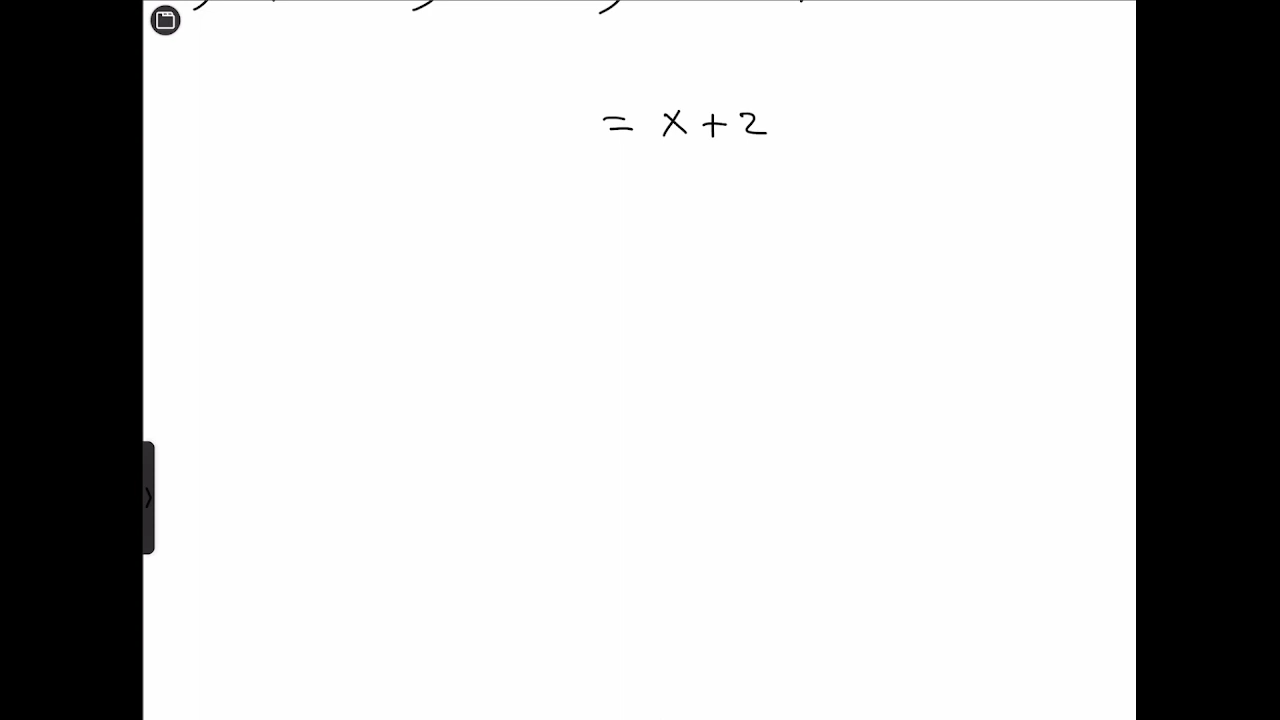 = x + 2